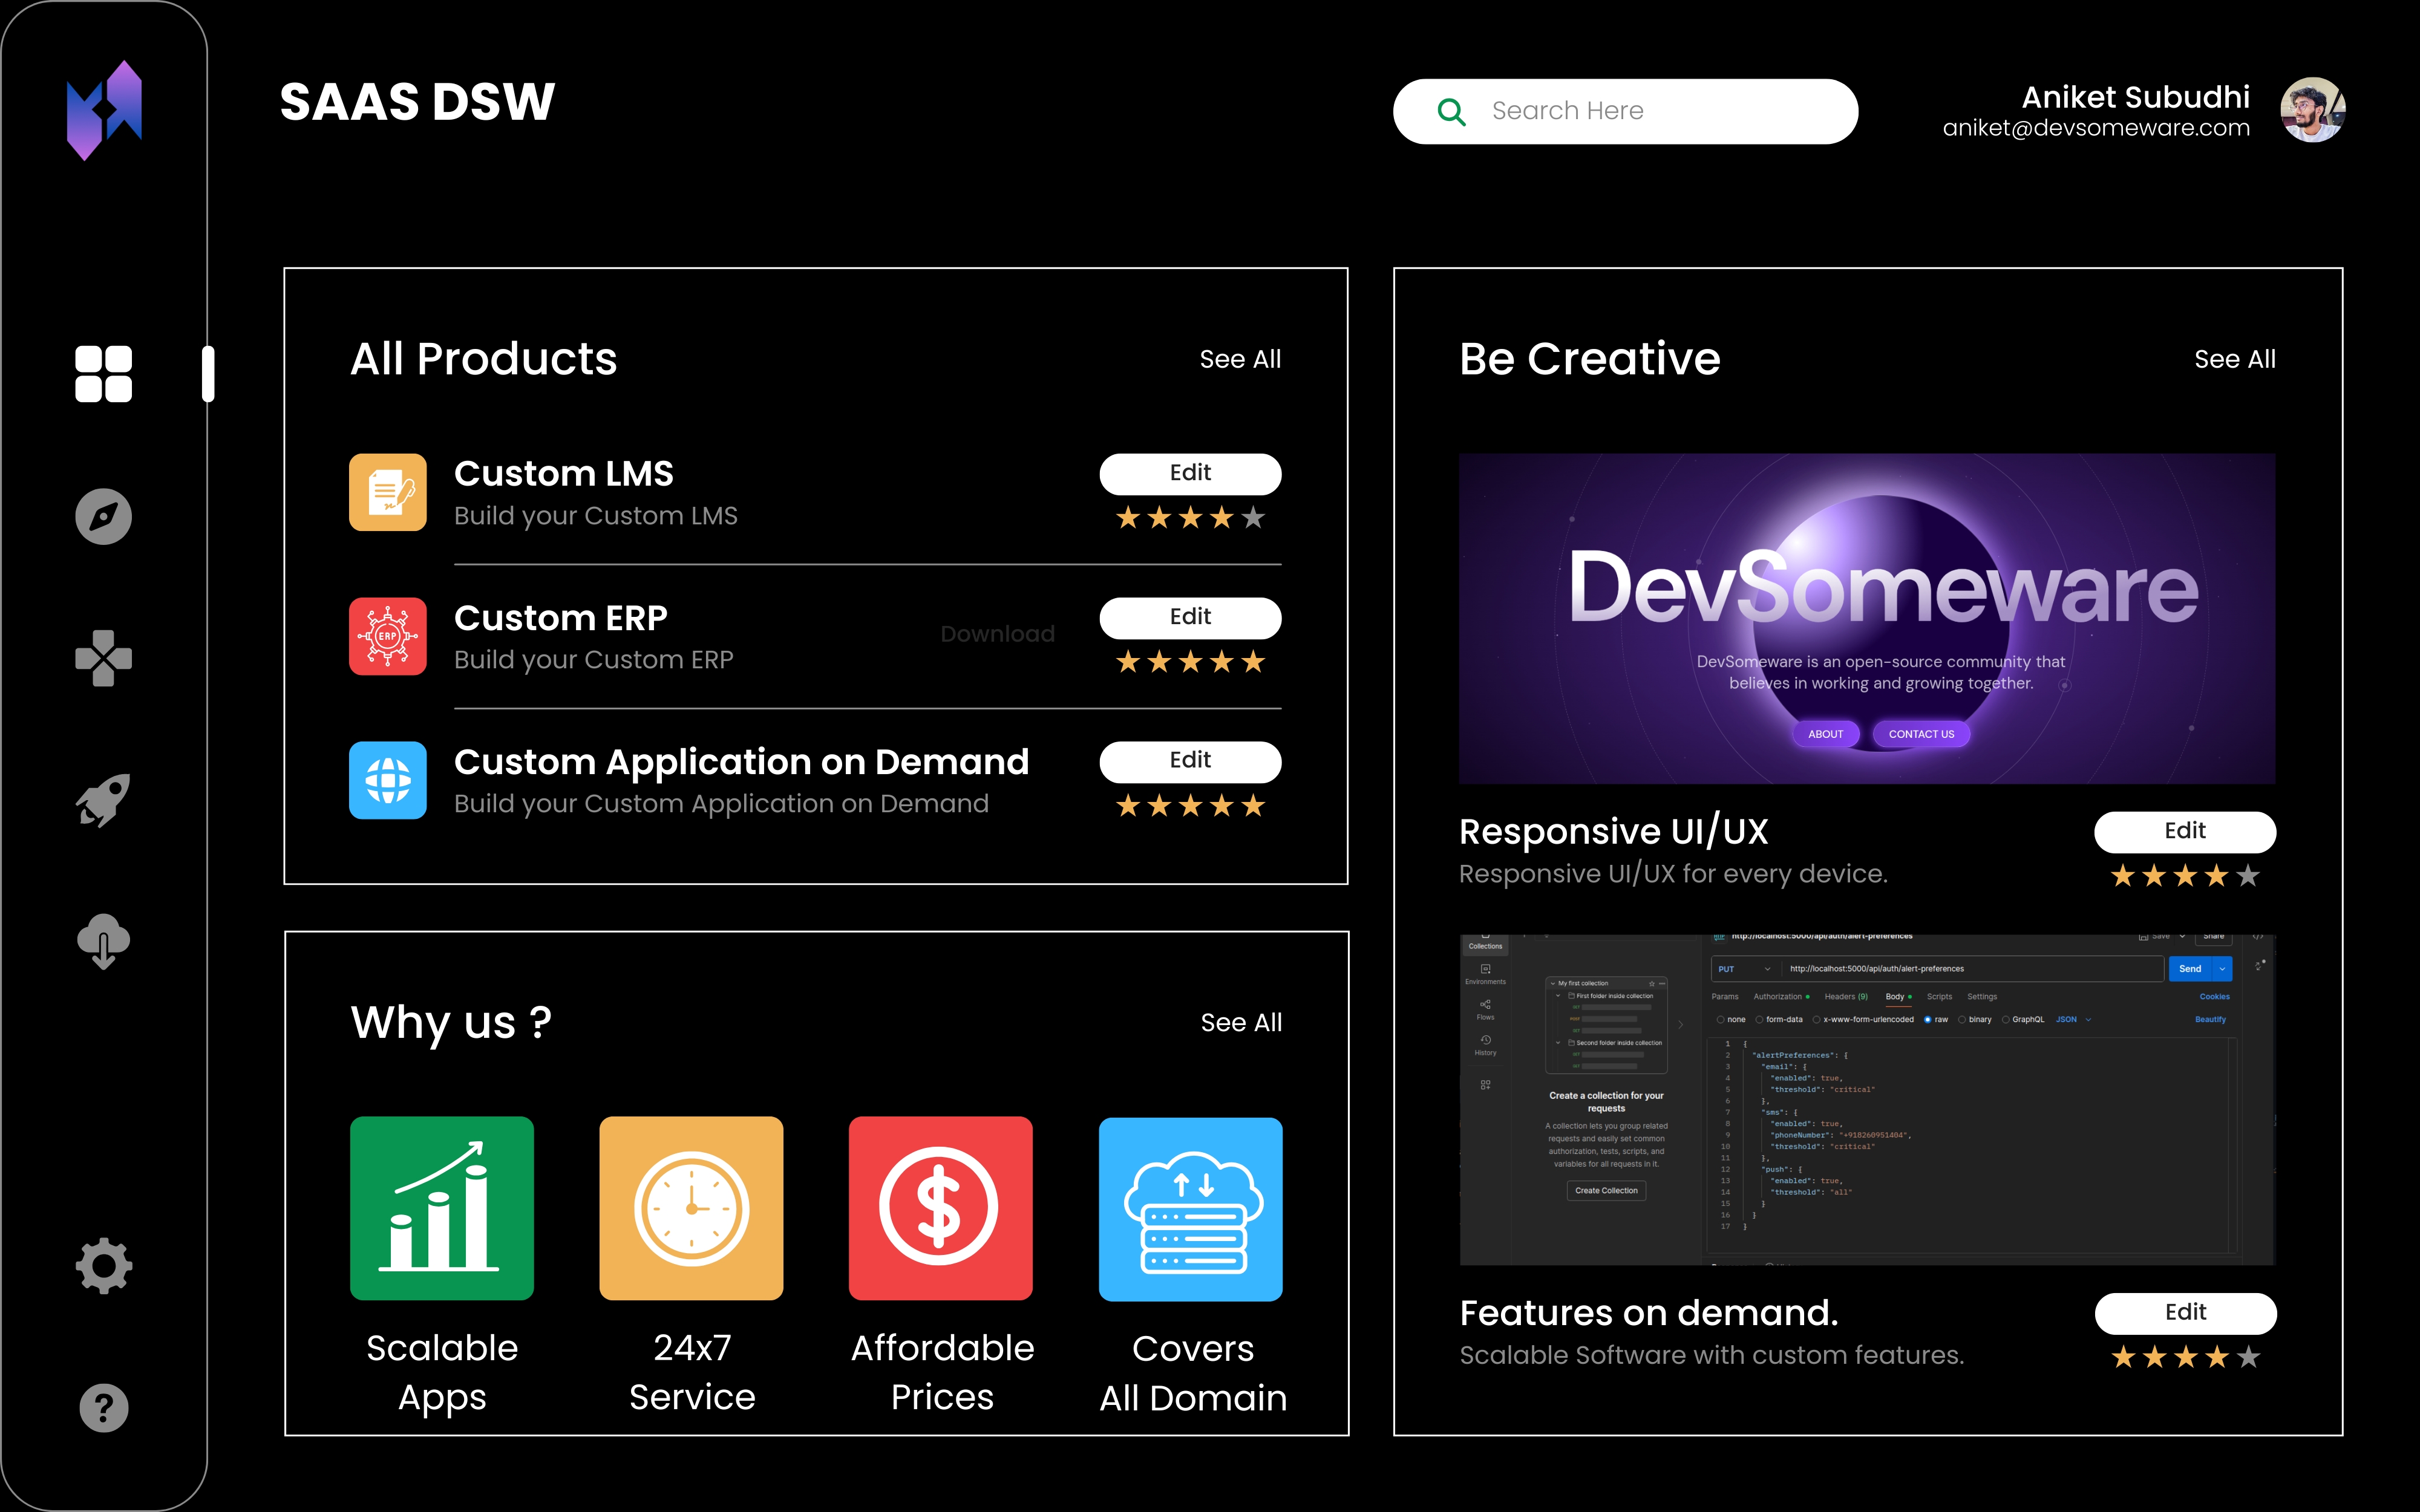 SAAS DSW
Search Here
Aniket Subudhi
aniket@devsomeware.com
All Products
See All
Custom LMS
Build your Custom LMS
Edit
Custom ERP
Build your Custom ERP
Download
Edit
ERP
Custom Application on Demand
Build your Custom Application on Demand
Edit
Why us ?
See All
Scalable
Apps
24x7
Service
Affordable
Prices
Covers
All Domain
Be Creative
See All
DevSomeware
DevSomeware is an open-source community that
believes in working and growing together.
ABOUT
CONTACT US
Responsive UI/UX
Responsive UI/UX for every device.
Edit
Collections
Environments
Flows
History
My first collection
First folder inside collection
Second folder inside collection
Create a collection for your
requests
A collection lets you group related
requests and easily set common
authorization, tests, scripts, and
variables for all requests in it.
Create Collection
http://localhost:5000/api/auth/alert-preferences
Save
Share
PUT
http://localhost:5000/api/auth/alert-preferences
Send
Params Authorization Headers (9) Body Scripts Settings
Cookies
none form-data x-www-form-urlencoded raw binary GraphQL JSON
Beautify
1 {
2 "alertPreferences": {
3 "email": {
4 "enabled": true,
5 "threshold": "critical"
6 },
7 "sms": {
8 "enabled": true,
9 "phoneNumber": "+918260951404",
10 "threshold": "critical"
11 },
12 "push": {
13 "enabled": true,
14 "threshold": "all"
15 }
16 }
17 }
Features on demand.
Scalable Software with custom features.
Edit